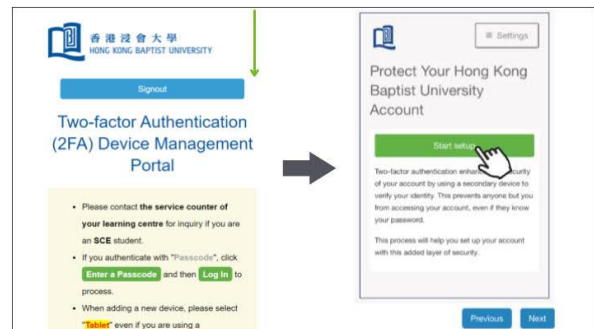 香港浸會大學
HONG KONG BAPTIST UNIVERSITY
Signout
Two-factor Authentication
(2FA) Device Management
Portal
• Please contact the service counter of
your learning centre for inquiry if you are
an SCE student.
• If you authenticate with "Passcode", click
Enter a Passcode and then Log In to
process.
• When adding a new device, please select
"Tablet" even if you are using a
≡ Settings
Protect Your Hong Kong
Baptist University
Account
Start setup
Two-factor authentication enhances security
of your account by using a secondary device to
verify your identity. This prevents anyone but you
from accessing your account, even if they know
your password.
This process will help you set up your account
with this added layer of security.
Previous Next